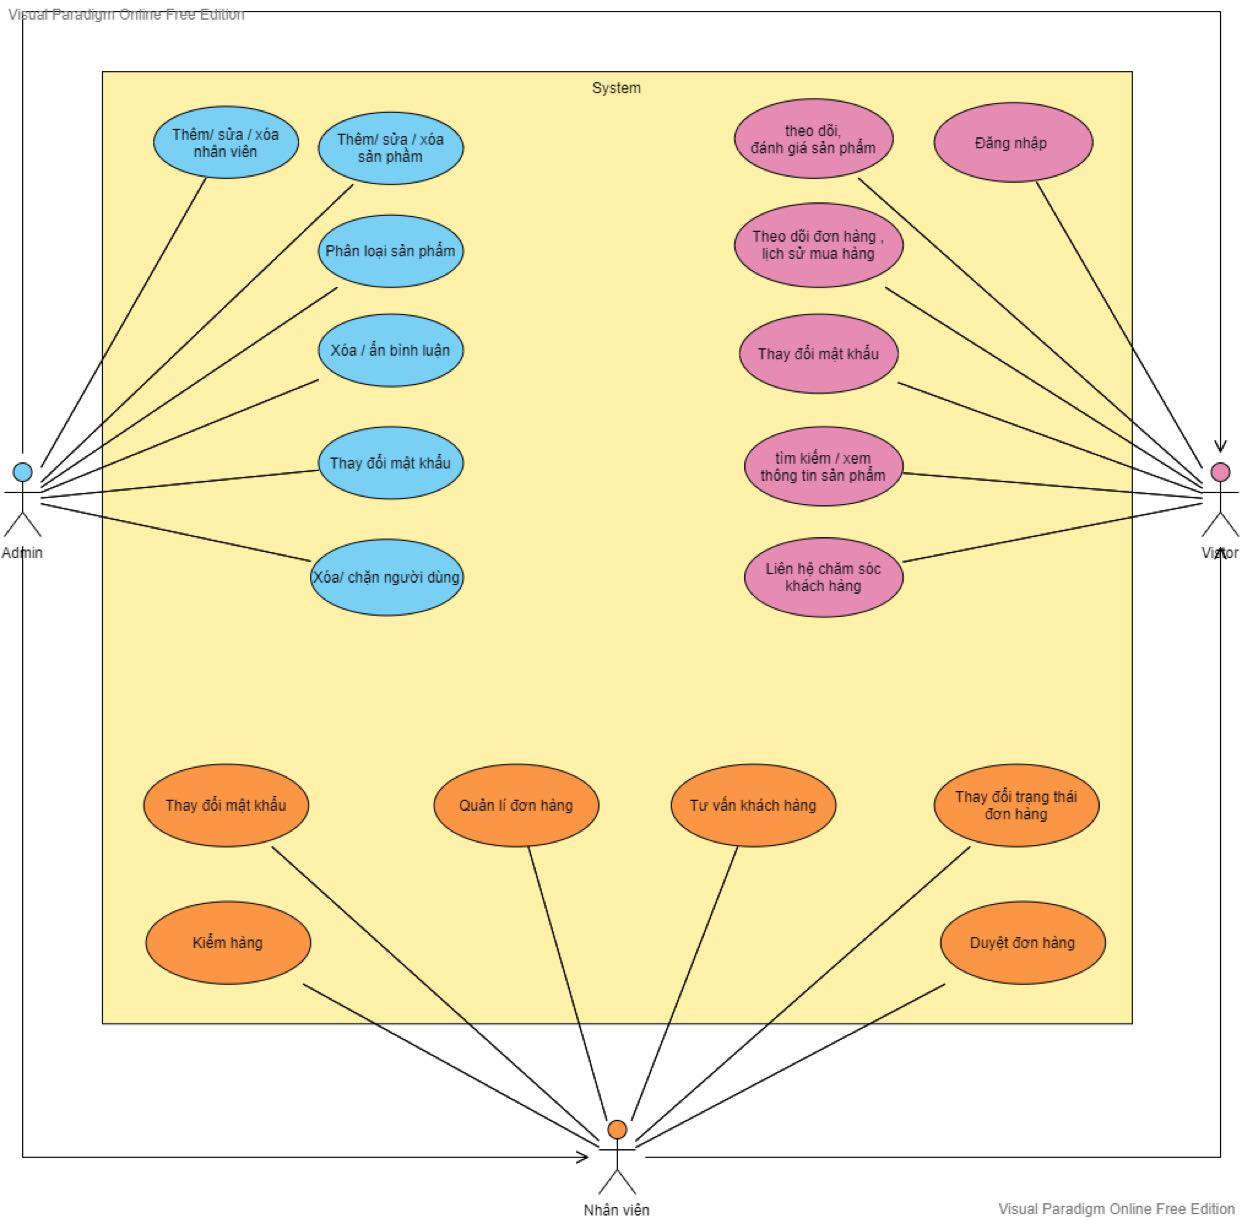 Visual Paradigm Online Free Edition
System
Thêm/ sửa / xóa
nhân viên
Thêm/ sửa / xóa
sản phẩm
Phân loại sản phẩm
Xóa / ẩn bình luận
Thay đổi mật khẩu
Xóa/ chặn người dùng
theo dõi,
đánh giá sản phẩm
Đăng nhập
Theo dõi đơn hàng ,
lịch sử mua hàng
Thay đổi mật khẩu
tìm kiếm / xem
thông tin sản phẩm
Liên hệ chăm sóc
khách hàng
Admin
Thay đổi mật khẩu
Quản lí đơn hàng
Tư vấn khách hàng
Thay đổi trạng thái
đơn hàng
Kiểm hàng
Duyệt đơn hàng
Nhân viên
Visual Paradigm Online Free Edition